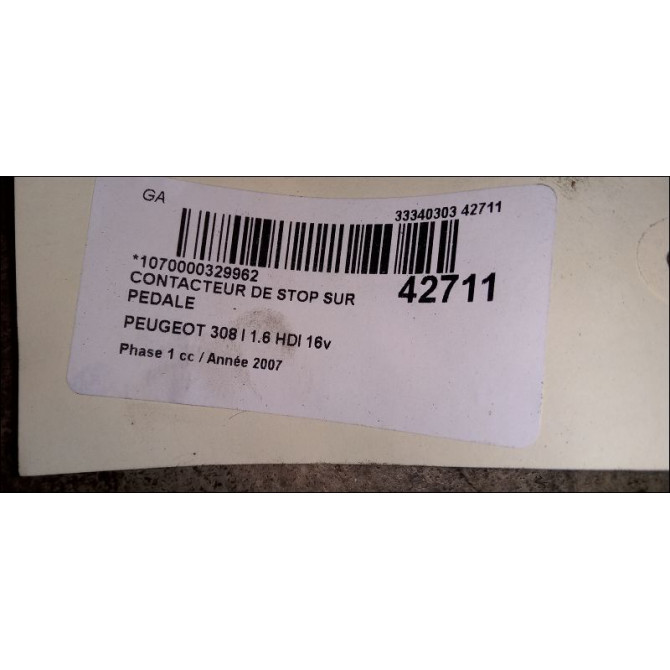 GA
33340303 42711
*1070000329962
42711
CONTACTEUR DE STOP SUR
PEDALE
PEUGEOT 308 I 1.6 HDI 16v
Phase 1 cc / Année 2007